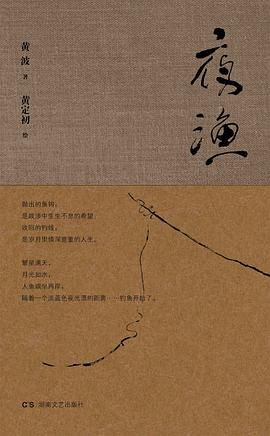 夜渔
黄波 著
黄定初 绘
抛出的鱼钩，
是跋涉中生生不息的希望，
收回的钓线，
是岁月里情深意重的人生。
繁星满天，
月光如水，
人鱼端坐两岸，
隔着一个淡蓝色夜光漂的距离……钓鱼开始了。
CS 湖南文艺出版社